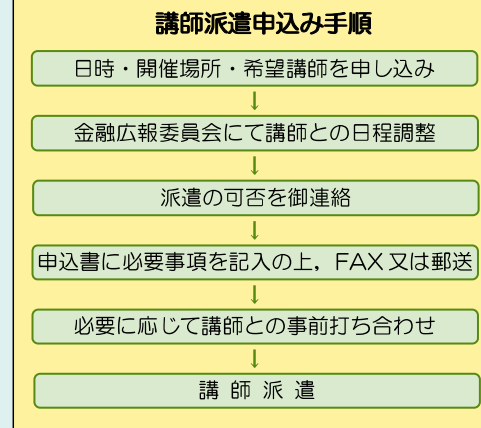 講師派遣申込み手順
日時・開催場所・希望講師を申し込み
↓
金融広報委員会にて講師との日程調整
↓
派遣の可否を御連絡
↓
申込書に必要事項を記入の上，FAX又は郵送
↓
必要に応じて講師との事前打ち合わせ
↓
講 師 派 遣